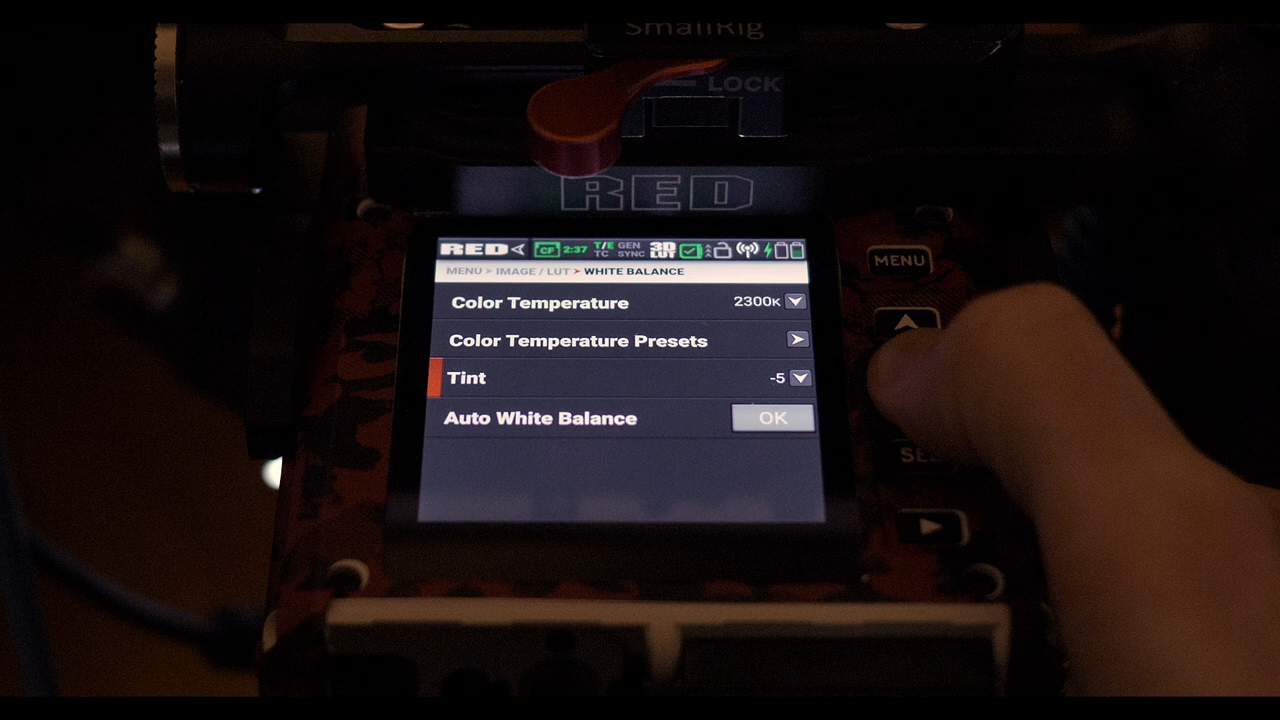 SmallRig
LOCK
RED
RED CF 2:37 T/E TC GEN SYNC 3D LUT
MENU > IMAGE / LUT > WHITE BALANCE
MENU
Color Temperature 2300K
Color Temperature Presets
Tint -5
Auto White Balance OK